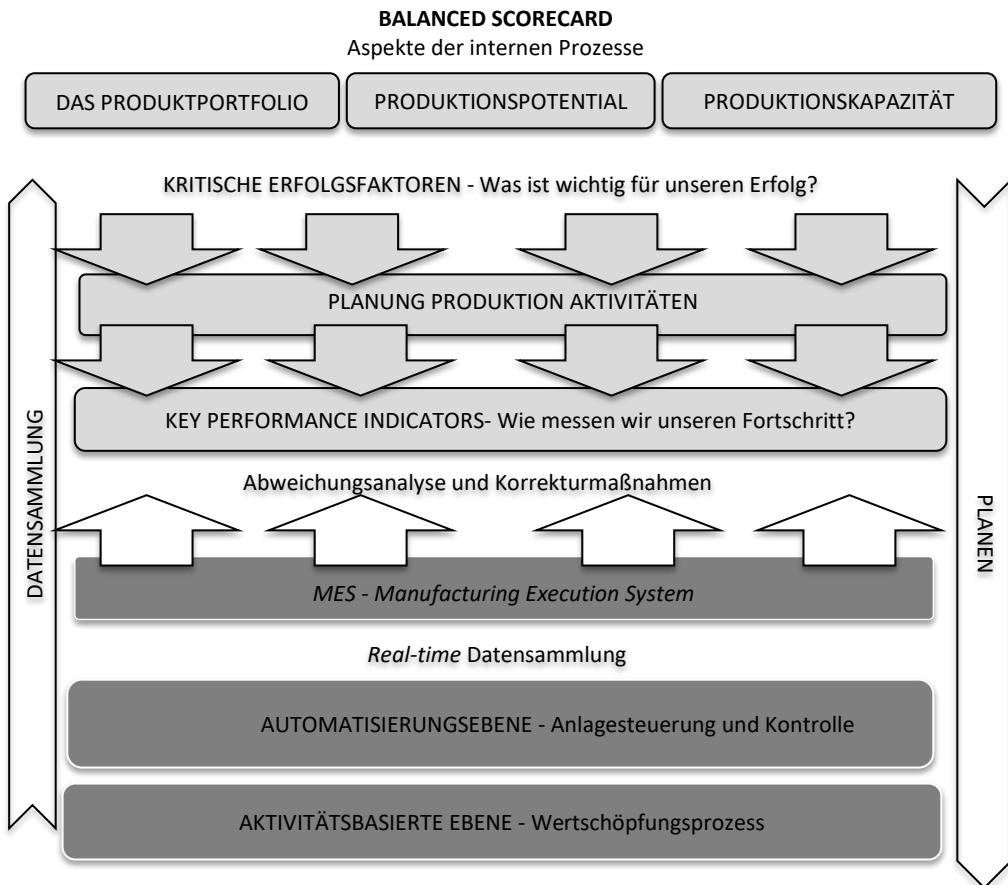 BALANCED SCORECARD
Aspekte der internen Prozesse
DAS PRODUKTPORTFOLIO
PRODUKTIONSPOTENTIAL
PRODUKTIONSKAPAZITÄT
KRITISCHE ERFOLGSFAKTOREN - Was ist wichtig für unseren Erfolg?
PLANUNG PRODUKTION AKTIVITÄTEN
KEY PERFORMANCE INDICATORS- Wie messen wir unseren Fortschritt?
Abweichungsanalyse und Korrekturmaßnahmen
MES - Manufacturing Execution System
Real-time Datensammlung
AUTOMATISIERUNGSEBENE - Anlagesteuerung und Kontrolle
AKTIVITÄTSBASIERTE EBENE - Wertschöpfungsprozess
DATENSAMMLUNG
PLANEN